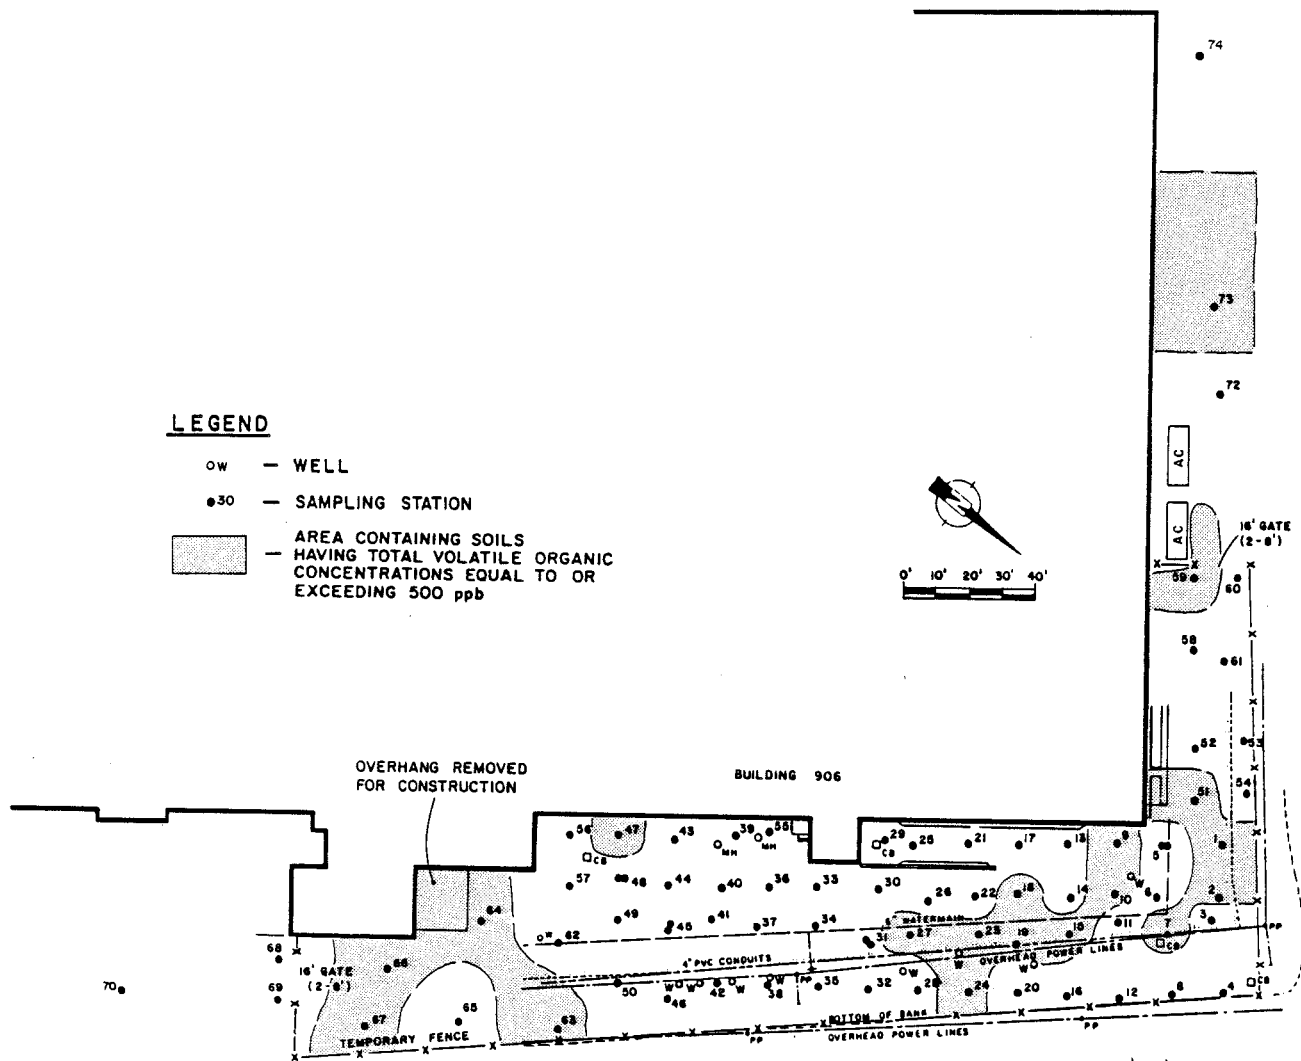 74
73
72
AC
AC
16' GATE
(2-8')
59
60
58
61
52
53
54
51
LEGEND
OW — WELL
●30 — SAMPLING STATION
— AREA CONTAINING SOILS
HAVING TOTAL VOLATILE ORGANIC
CONCENTRATIONS EQUAL TO OR
EXCEEDING 500 ppb
0' 10' 20' 30' 40'
OVERHANG REMOVED
FOR CONSTRUCTION
BUILDING 906
56 47 43 39 55 29 25 21 17 13 9 5 1
CB MH MH CB
57 48 44 40 36 33 30 26 22 18 14 10 W 6 2
64 49 45 41 37 34 6" WATERMAIN 11 7 3
W 62 31 27 23 19 15 CB PP
68 66 4" PVC CONDUITS OVERHEAD POWER LINES
16' GATE
(2-8')
W W W
70 69 50 W W 42 W 38 W PP 35 32 24 20 16 12 8 4 CB
46
67 65 63
TEMPORARY FENCE
BOTTOM OF BANK
PP OVERHEAD POWER LINES PP